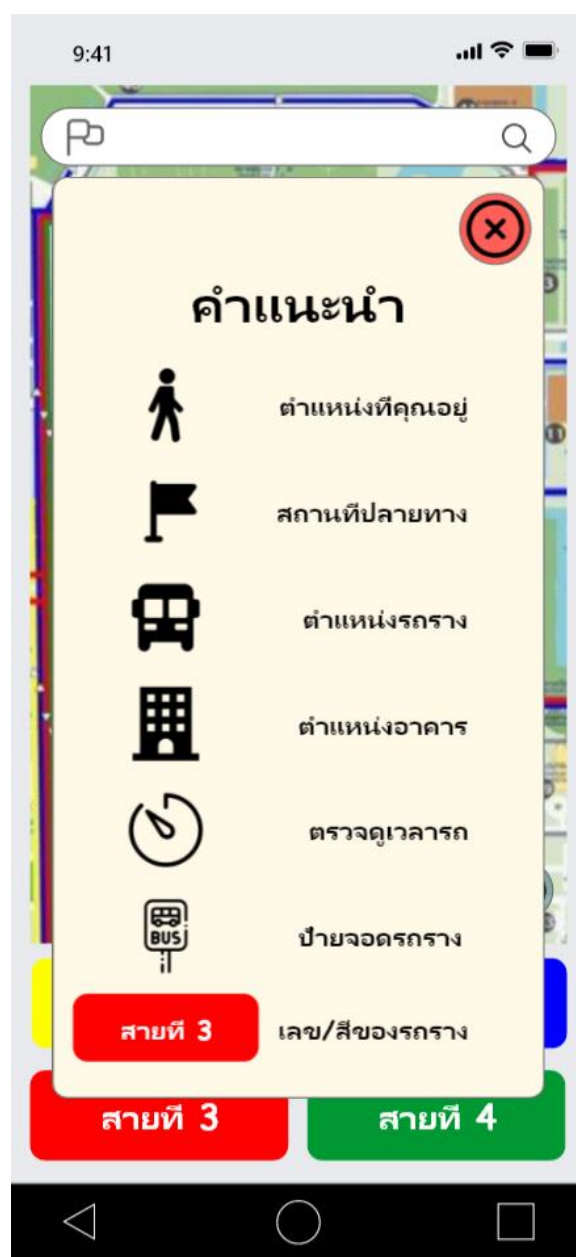 9:41
คำแนะนำ
ตำแหน่งที่คุณอยู่
สถานที่ปลายทาง
ตำแหน่งรถราง
ตำแหน่งอาคาร
ตรวจดูเวลารถ
BUS
ป้ายจอดรถราง
สายที่ 3
เลข/สีของรถราง
สายที่ 3
สายที่ 4